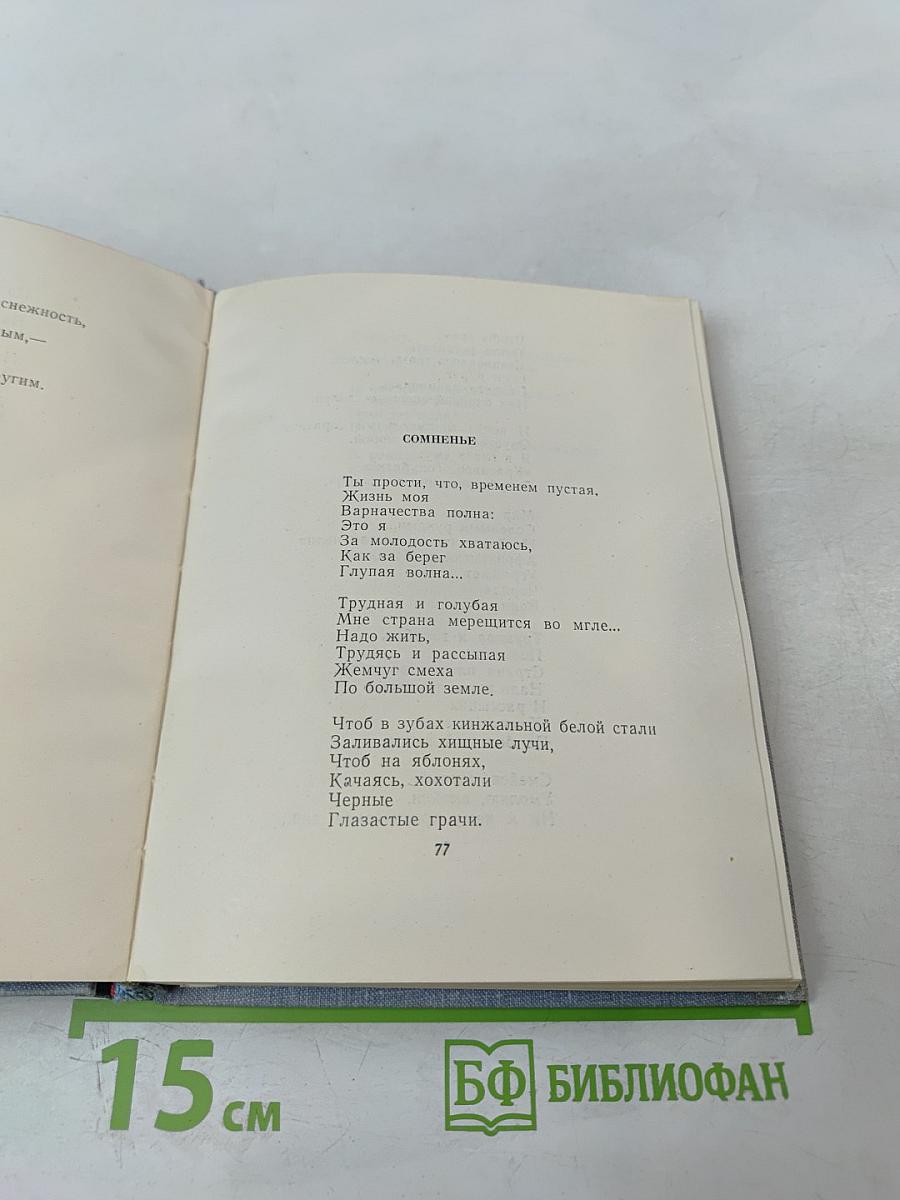 снежность,
ым,—
угим.
СОМНЕНЬЕ
Ты прости, что, временем пустая,
Жизнь моя
Варначества полна:
Это я
За молодость хватаюсь,
Как за берег
Глупая волна...
Трудная и голубая
Мне страна мерещится во мгле...
Надо жить,
Трудясь и рассыпая
Жемчуг смеха
По большой земле.
Чтоб в зубах кинжальной белой стали
Заливались хищные лучи,
Чтоб на яблонях,
Качаясь, хохотали
Черные
Глазастые грачи.
77
15 см
БФ БИБЛИОФАН